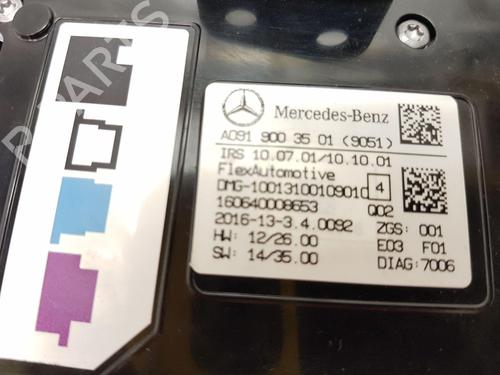 Mercedes-Benz
A091 900 35 01 (9051)
IRS 10.07.01/10.10.01
FlexAutomotive
DMG-10013100109010 4
160640008653 Q02
2016-13-3.4.0092 ZGS: 001
HW: 12/26.00 E03 F01
SW: 14/35.00 DIAG:7006
B-PARTS